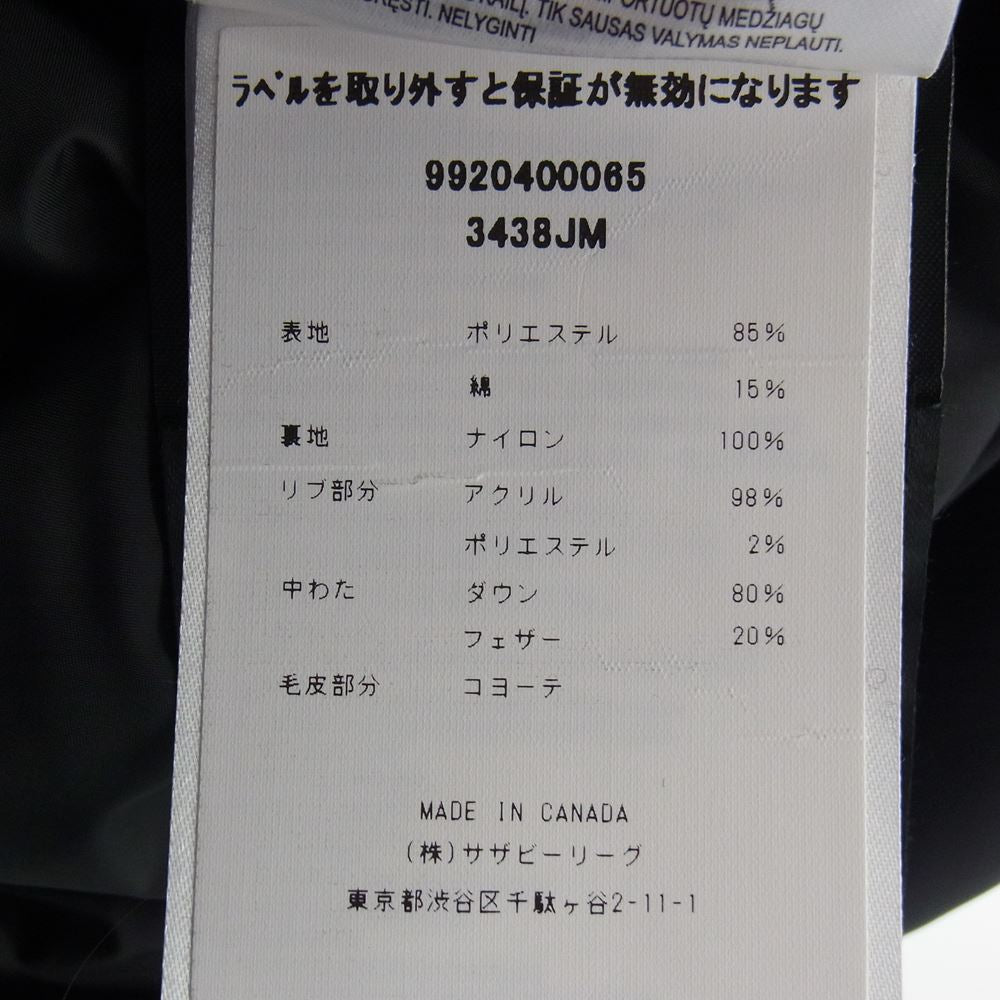 TIK SAUSAS VALYMAS NEPLAUTI.
NELYGINTI
ラベルを取り外すと保証が無効になります
9920400065
3438JM
表地 ポリエステル 85%
綿 15%
裏地 ナイロン 100%
リブ部分 アクリル 98%
ポリエステル 2%
中わた ダウン 80%
フェザー 20%
毛皮部分 コヨーテ
MADE IN CANADA
(株)サザビーリーグ
東京都渋谷区千駄ヶ谷2-11-1